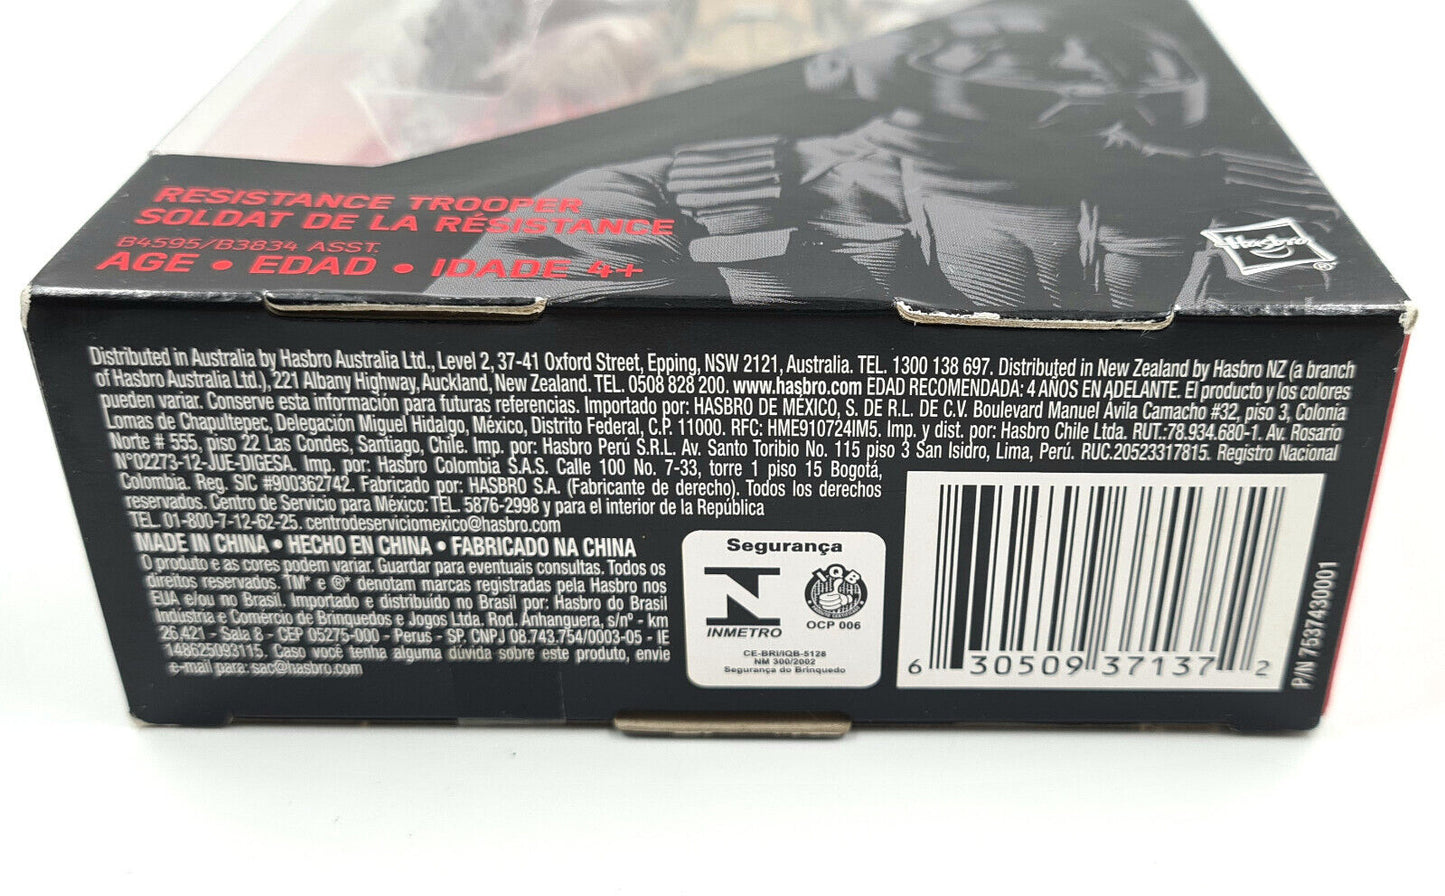 RESISTANCE TROOPER
SOLDAT DE LA RÉSISTANCE
B4595/B3834 ASST.
AGE • EDAD • IDADE 4+
Hasbro
®
Distributed in Australia by Hasbro Australia Ltd., Level 2, 37-41 Oxford Street, Epping, NSW 2121, Australia. TEL. 1300 138 697. Distributed in New Zealand by Hasbro NZ (a branch
of Hasbro Australia Ltd.), 221 Albany Highway, Auckland, New Zealand. TEL. 0508 828 200. www.hasbro.com EDAD RECOMENDADA: 4 AÑOS EN ADELANTE. El producto y los colores
pueden variar. Conserve esta información para futuras referencias. Importado por: HASBRO DE MÉXICO, S. DE R.L. DE C.V. Boulevard Manuel Ávila Camacho #32, piso 3, Colonia
Lomas de Chapultepec, Delegación Miguel Hidalgo, México, Distrito Federal, C.P. 11000. RFC: HME910724IM5. Imp. y dist. por: Hasbro Chile Ltda. RUT.:78.934.680-1. Av. Rosario
Norte # 555, piso 22 Las Condes, Santiago, Chile. Imp. por: Hasbro Perú S.R.L. Av. Santo Toribio No. 115 piso 3 San Isidro, Lima, Perú. RUC.20523317815. Registro Nacional
N°02273-12-JUE-DIGESA. Imp. por: Hasbro Colombia S.A.S. Calle 100 No. 7-33, torre 1 piso 15 Bogotá,
Colombia. Reg. SIC #900362742. Fabricado por: HASBRO S.A. (Fabricante de derecho). Todos los derechos
reservados. Centro de Servicio para México: TEL. 5876-2998 y para el interior de la República
TEL. 01-800-7-12-62-25. centrodeserviciomexico@hasbro.com
MADE IN CHINA • HECHO EN CHINA • FABRICADO NA CHINA
O produto e as cores podem variar. Guardar para eventuais consultas. Todos os
direitos reservados. TM* e ®* denotam marcas registradas pela Hasbro nos
EUA e/ou no Brasil. Importado e distribuído no Brasil por: Hasbro do Brasil
Indústria e Comércio de Brinquedos e Jogos Ltda. Rod. Anhanguera, s/nº - km
26,421 - Sala 8 - CEP 05275-000 - Perus - SP, CNPJ 08.743.754/0003-05 - IE
148625093115. Caso você tenha alguma dúvida sobre este produto, envie
e-mail para: sac@hasbro.com
Segurança
INMETRO
IQB
OCP 006
CE-BRI/IQB-5128
NM 300/2002
Segurança do Brinquedo
6 30509 37137 2
P/N 7537430001